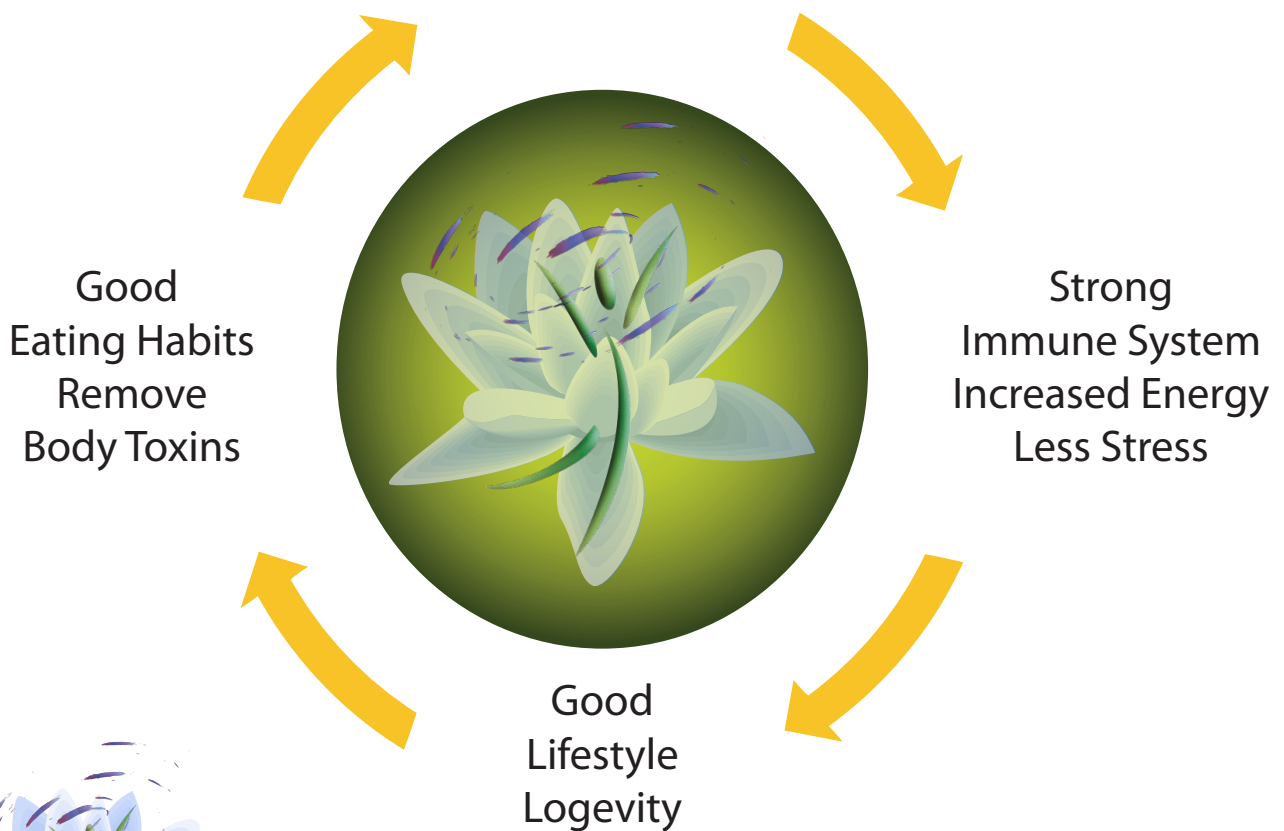 Good
Eating Habits
Remove
Body Toxins
Strong
Immune System
Increased Energy
Less Stress
Good
Lifestyle
Logevity